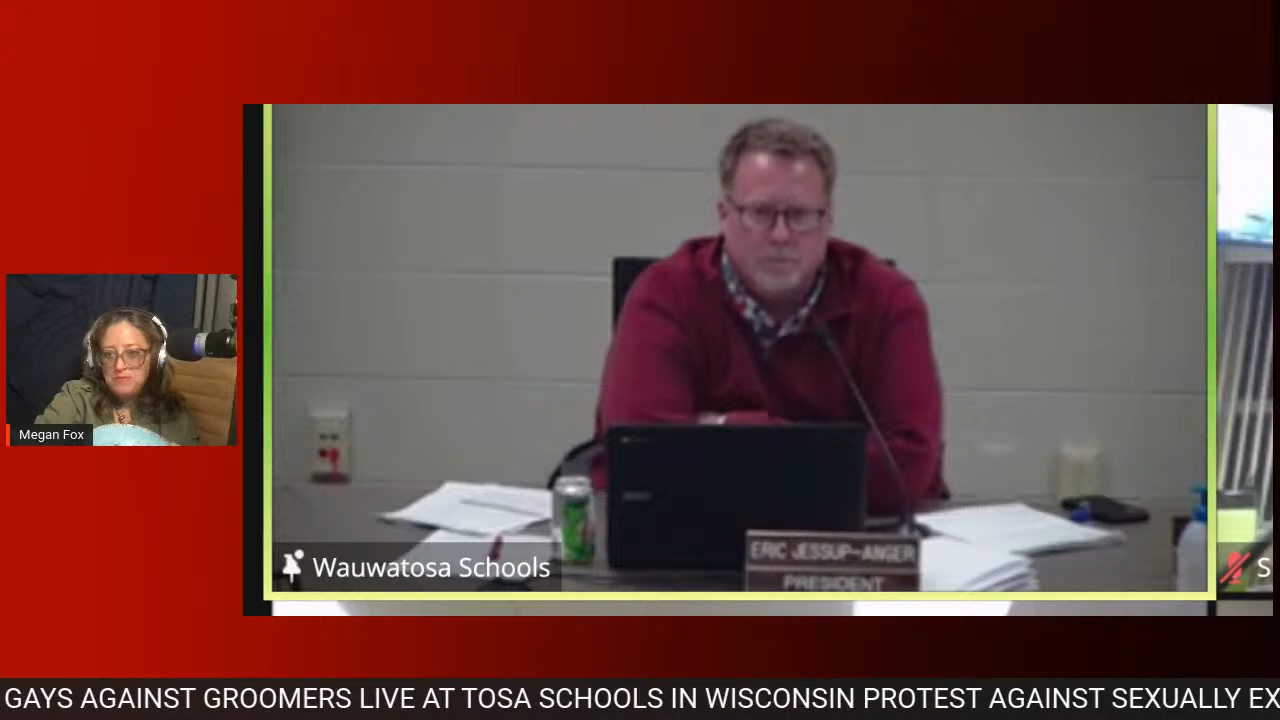 Megan Fox
ERIC JESSUP-ANGER
PRESIDENT
Wauwatosa Schools
S
GAYS AGAINST GROOMERS LIVE AT TOSA SCHOOLS IN WISCONSIN PROTEST AGAINST SEXUALLY EX